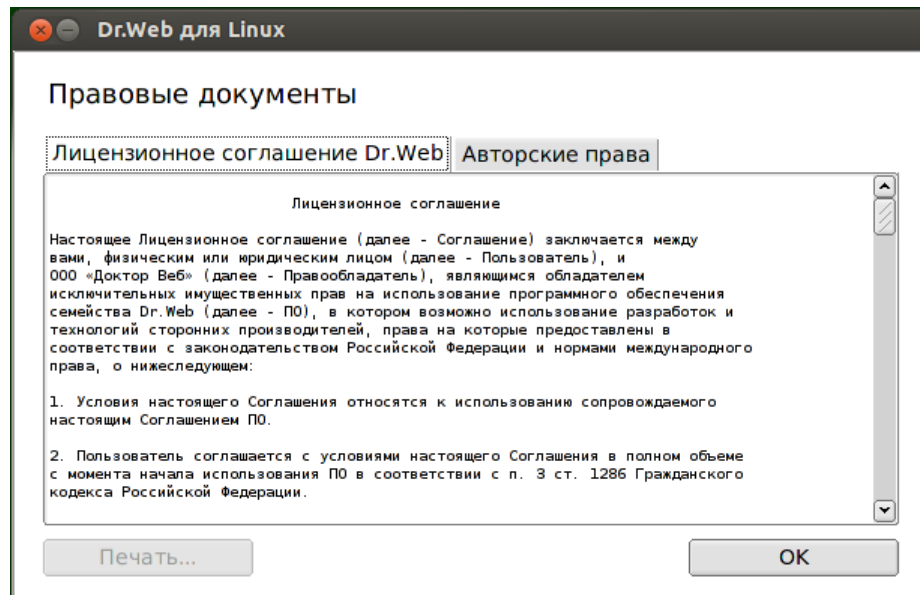 Dr.Web для Linux
Правовые документы
Лицензионное соглашение Dr.Web
Авторские права
Лицензионное соглашение
Настоящее Лицензионное соглашение (далее - Соглашение) заключается между
вами, физическим или юридическим лицом (далее - Пользователь), и
ООО «Доктор Веб» (далее - Правообладатель), являющимся обладателем
исключительных имущественных прав на использование программного обеспечения
семейства Dr.Web (далее - ПО), в котором возможно использование разработок и
технологий сторонних производителей, права на которые предоставлены в
соответствии с законодательством Российской Федерации и нормами международного
права, о нижеследующем:
1. Условия настоящего Соглашения относятся к использованию сопровождаемого
настоящим Соглашением ПО.
2. Пользователь соглашается с условиями настоящего Соглашения в полном объеме
с момента начала использования ПО в соответствии с п. 3 ст. 1286 Гражданского
кодекса Российской Федерации.
Печать...
OK